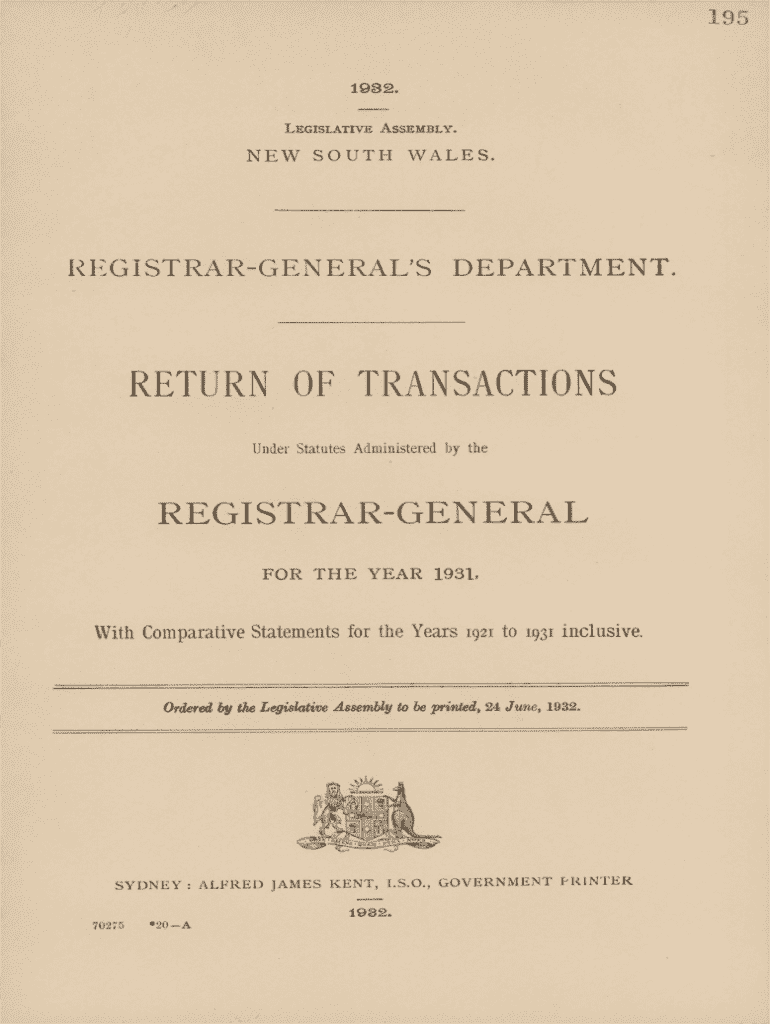 195
1932.
LEGISLATIVE ASSEMBLY.
NEW SOUTH WALES.
REGISTRAR-GENERAL'S DEPARTMENT.
RETURN OF TRANSACTIONS
Under Statutes Administered by the
REGISTRAR-GENERAL
FOR THE YEAR 1931.
With Comparative Statements for the Years 1921 to 1931 inclusive.
Ordered by the Legislative Assembly to be printed, 24 June, 1932.
SYDNEY : ALFRED JAMES KENT, I.S.O., GOVERNMENT PRINTER
1932.
70275 *20—A